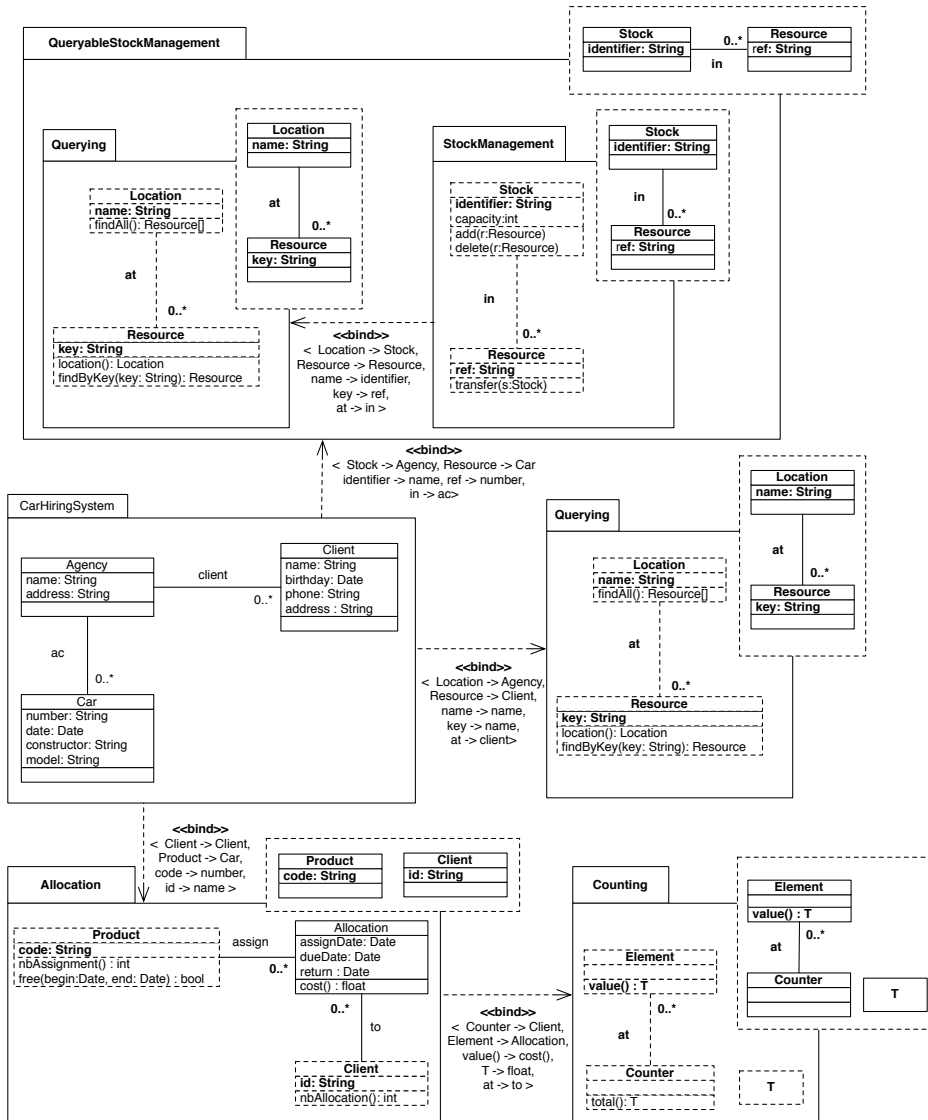 QueryableStockManagement
Stock
identifier: String
0..*
in
Resource
ref: String
Querying
Location
name: String
at
0..*
Resource
key: String
Location
name: String
findAll(): Resource[]
at
0..*
Resource
key: String
location(): Location
findByKey(key: String): Resource
StockManagement
Stock
identifier: String
in
0..*
Resource
ref: String
Stock
identifier: String
capacity:int
add(r:Resource)
delete(r:Resource)
in
0..*
Resource
ref: String
transfer(s:Stock)
<<bind>>
< Location -> Stock,
Resource -> Resource,
name -> identifier,
key -> ref,
at -> in >
<<bind>>
< Stock -> Agency, Resource -> Car
identifier -> name, ref -> number,
in -> ac>
CarHiringSystem
Agency
name: String
address: String
client
0..*
Client
name: String
birthday: Date
phone: String
address : String
ac
0..*
Car
number: String
date: Date
constructor: String
model: String
<<bind>>
< Location -> Agency,
Resource -> Client,
name -> name,
key -> name,
at -> client>
Querying
Location
name: String
at
0..*
Resource
key: String
Location
name: String
findAll(): Resource[]
at
0..*
Resource
key: String
location(): Location
findByKey(key: String): Resource
<<bind>>
< Client -> Client,
Product -> Car,
code -> number,
id -> name >
Allocation
Product
code: String
Client
id: String
Product
code: String
nbAssignment() : int
free(begin:Date, end: Date) : bool
assign
0..*
Allocation
assignDate: Date
dueDate: Date
return : Date
cost() : float
0..*
to
Client
id: String
nbAllocation(): int
<<bind>>
< Counter -> Client,
Element -> Allocation,
value() -> cost(),
T -> float,
at -> to >
Counting
Element
value() : T
0..*
at
Counter
T
Element
value() : T
0..*
at
Counter
total(): T
T